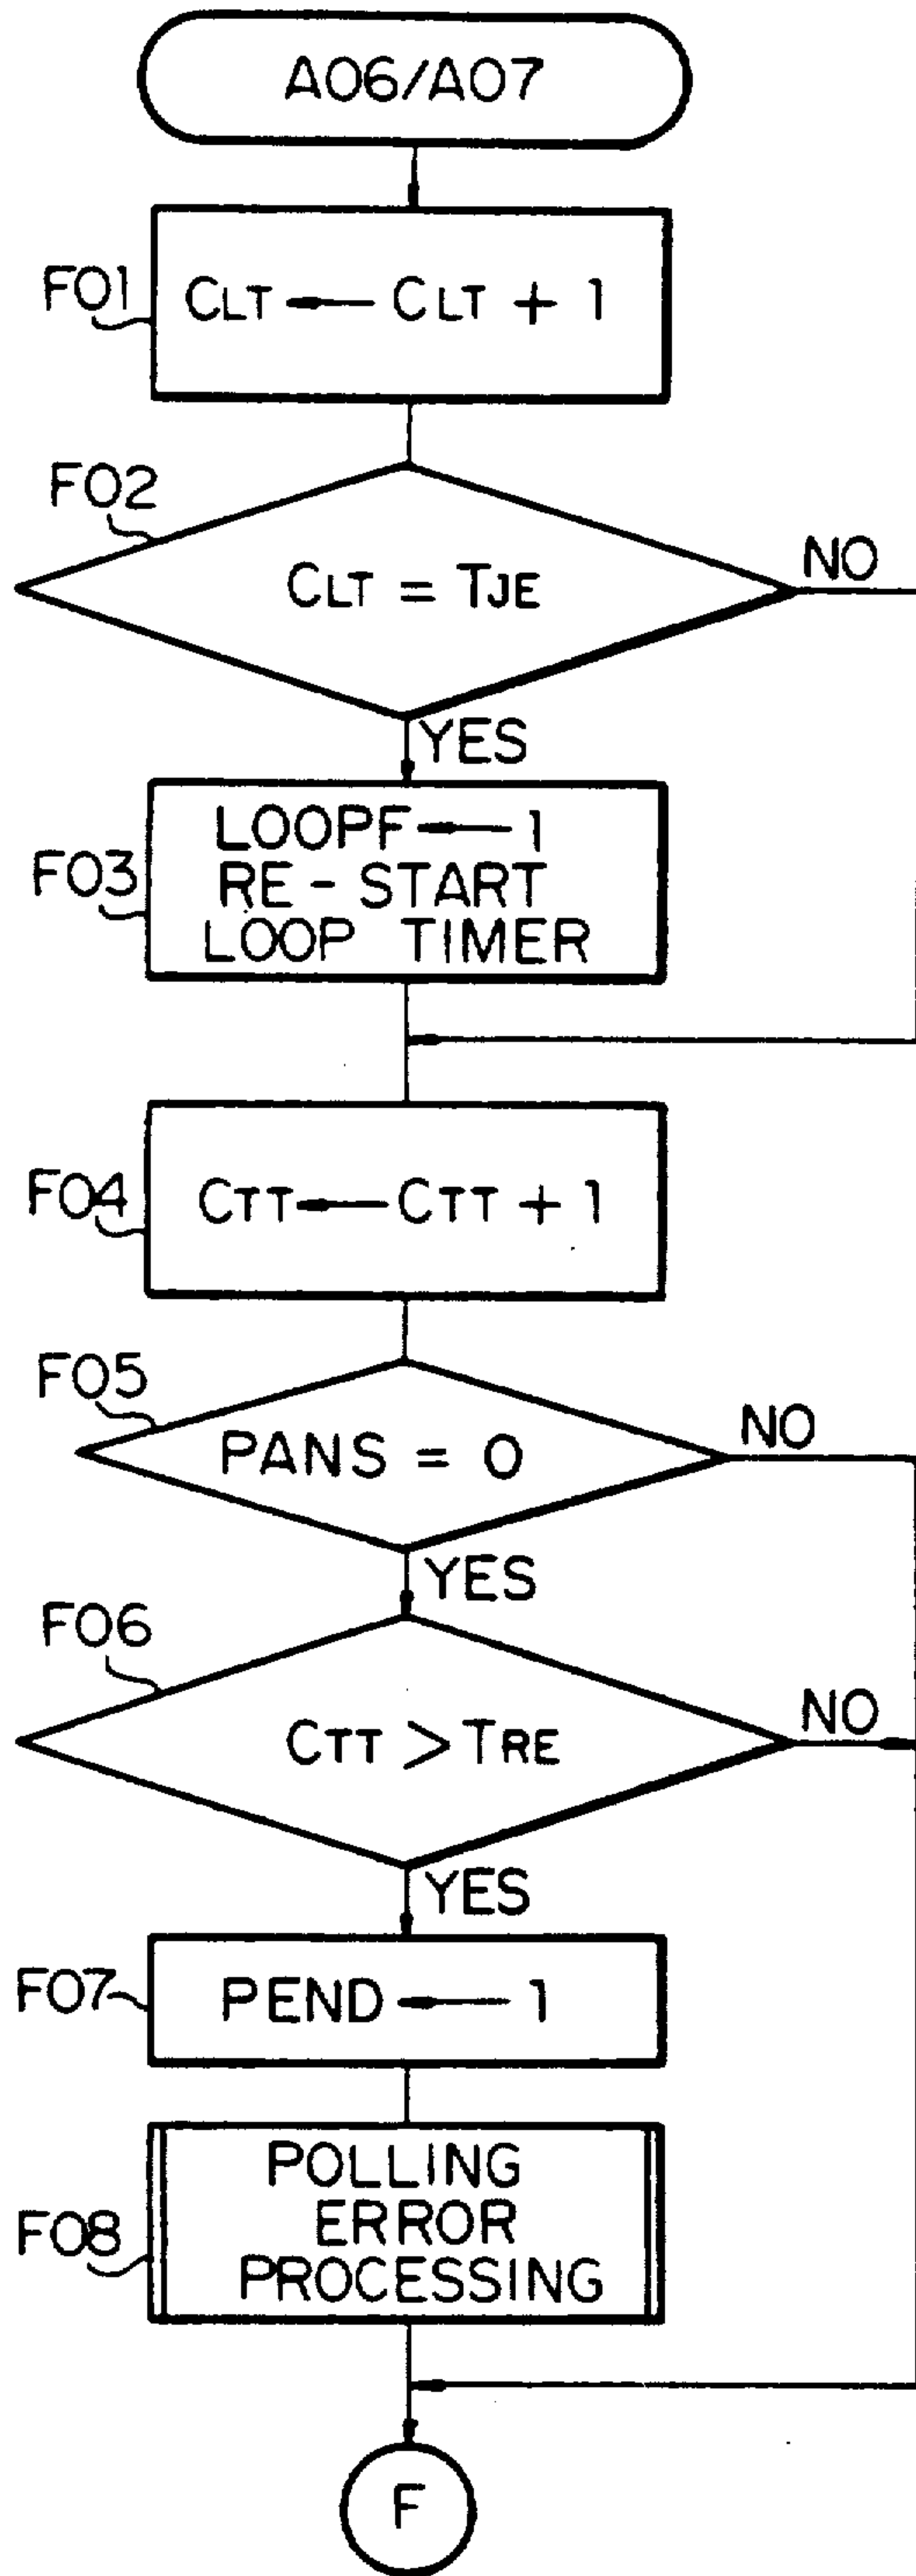 A06/A07
F01
CLT ← CLT + 1
F02
CLT = TJE
NO
YES
F03
LOOPF ← 1
RE-START
LOOP TIMER
F04
CTT ← CTT + 1
F05
PANS = 0
NO
YES
F06
CTT > TRE
NO
YES
F07
PEND ← 1
F08
POLLING
ERROR
PROCESSING
F